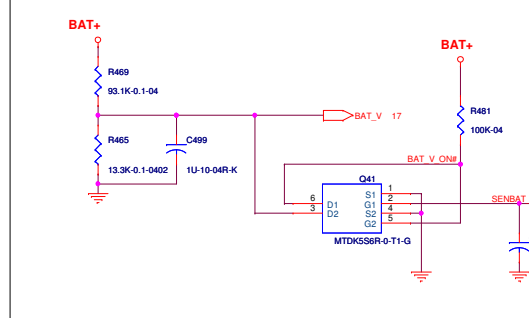 BAT+
BAT+
R469
93.1K-0.1-04
R481
100K-04
BAT_V 17
R465
C499
13.3K-0.1-0402
1U-10-04R-K
BAT_V_ON#
Q41
6 D1 S1 1
3 D2 G1 2
S2 4
G2 5
SENBAT
MTDK5S6R-0-T1-G